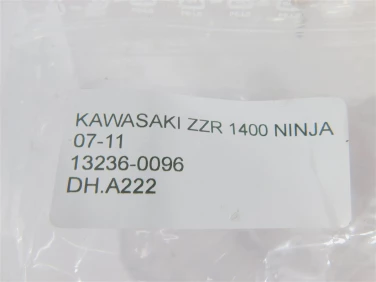 KAWASAKI ZZR 1400 NINJA
07-11
13236-0096
DH.A222